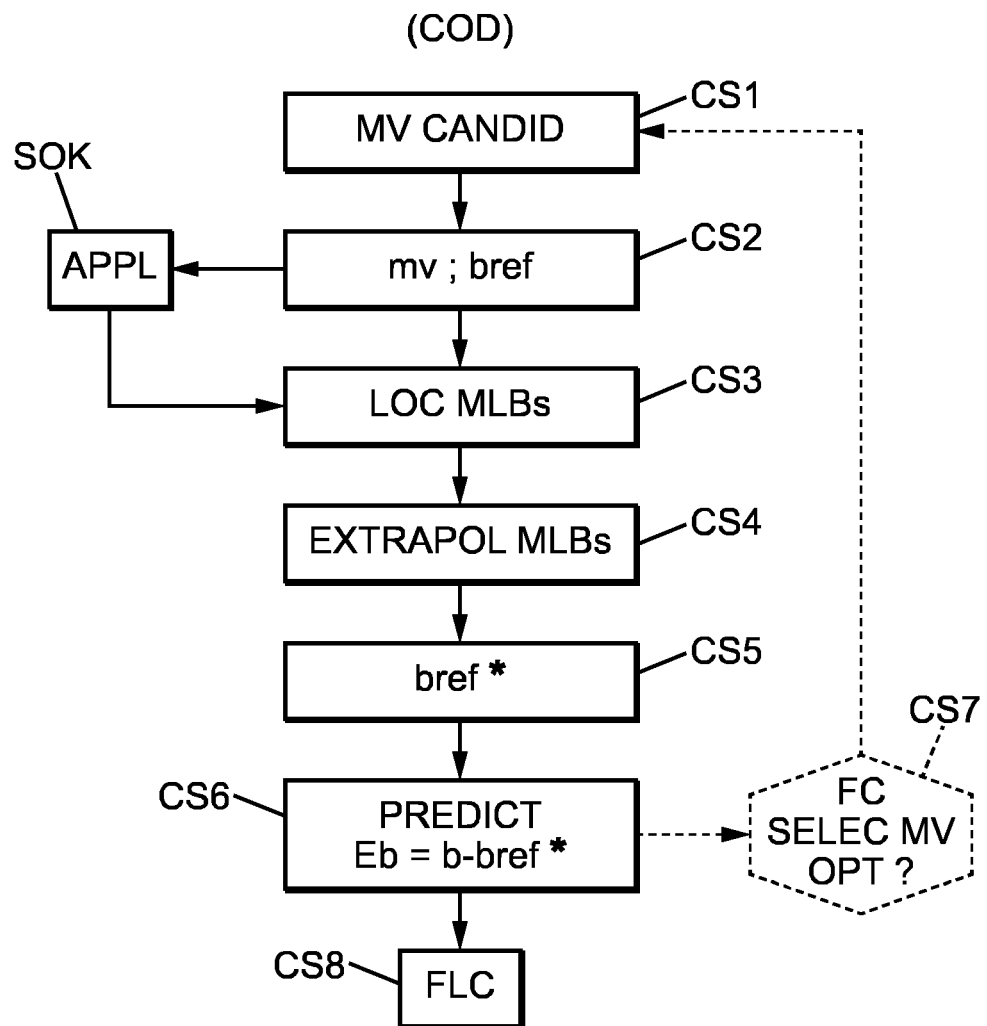 (COD)
CS1
MV CANDID
SOK
CS2
APPL
mv ; bref
CS3
LOC MLBs
CS4
EXTRAPOL MLBs
CS5
bref *
CS7
CS6
PREDICT
Eb = b-bref *
FC
SELEC MV
OPT ?
CS8
FLC